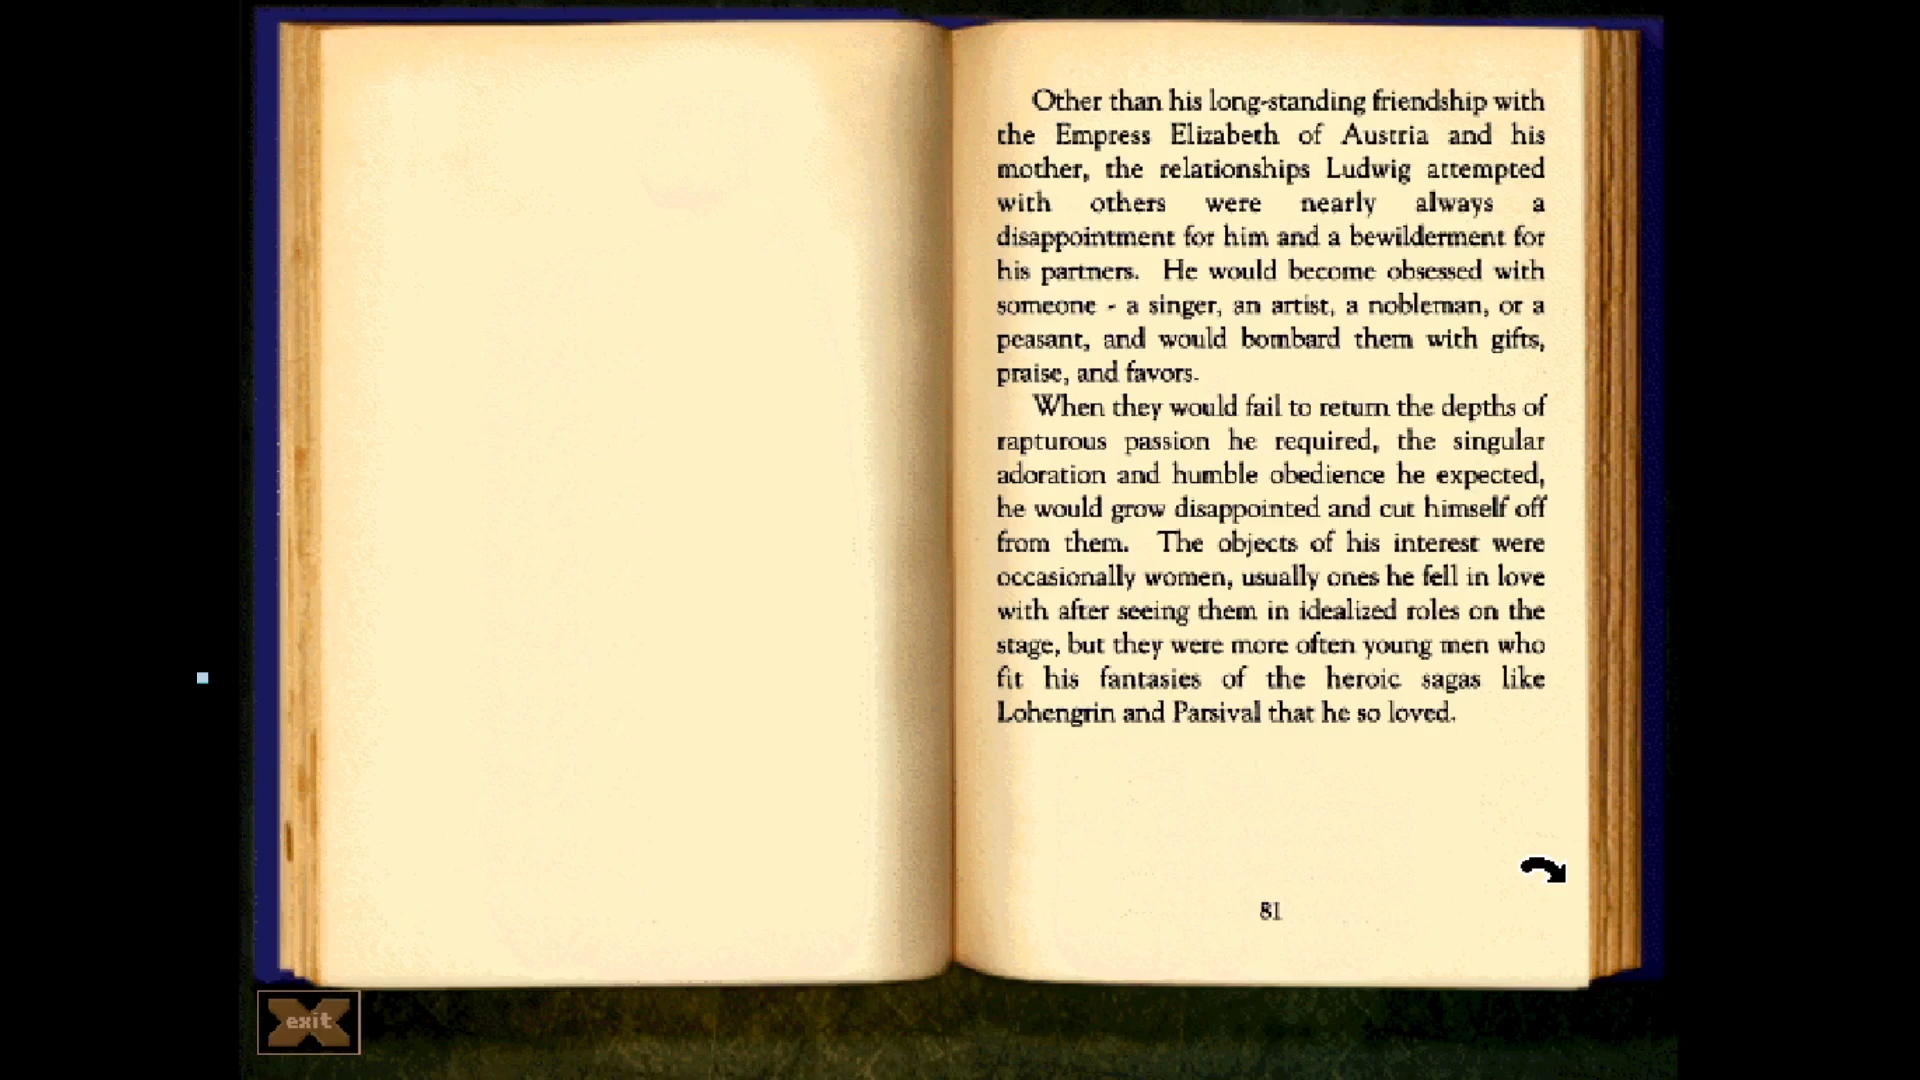 Other than his long-standing friendship with
the Empress Elizabeth of Austria and his
mother, the relationships Ludwig attempted
with others were nearly always a
disappointment for him and a bewilderment for
his partners. He would become obsessed with
someone - a singer, an artist, a nobleman, or a
peasant, and would bombard them with gifts,
praise, and favors.
When they would fail to return the depths of
rapturous passion he required, the singular
adoration and humble obedience he expected,
he would grow disappointed and cut himself off
from them. The objects of his interest were
occasionally women, usually ones he fell in love
with after seeing them in idealized roles on the
stage, but they were more often young men who
fit his fantasies of the heroic sagas like
Lohengrin and Parsival that he so loved.
81
exit